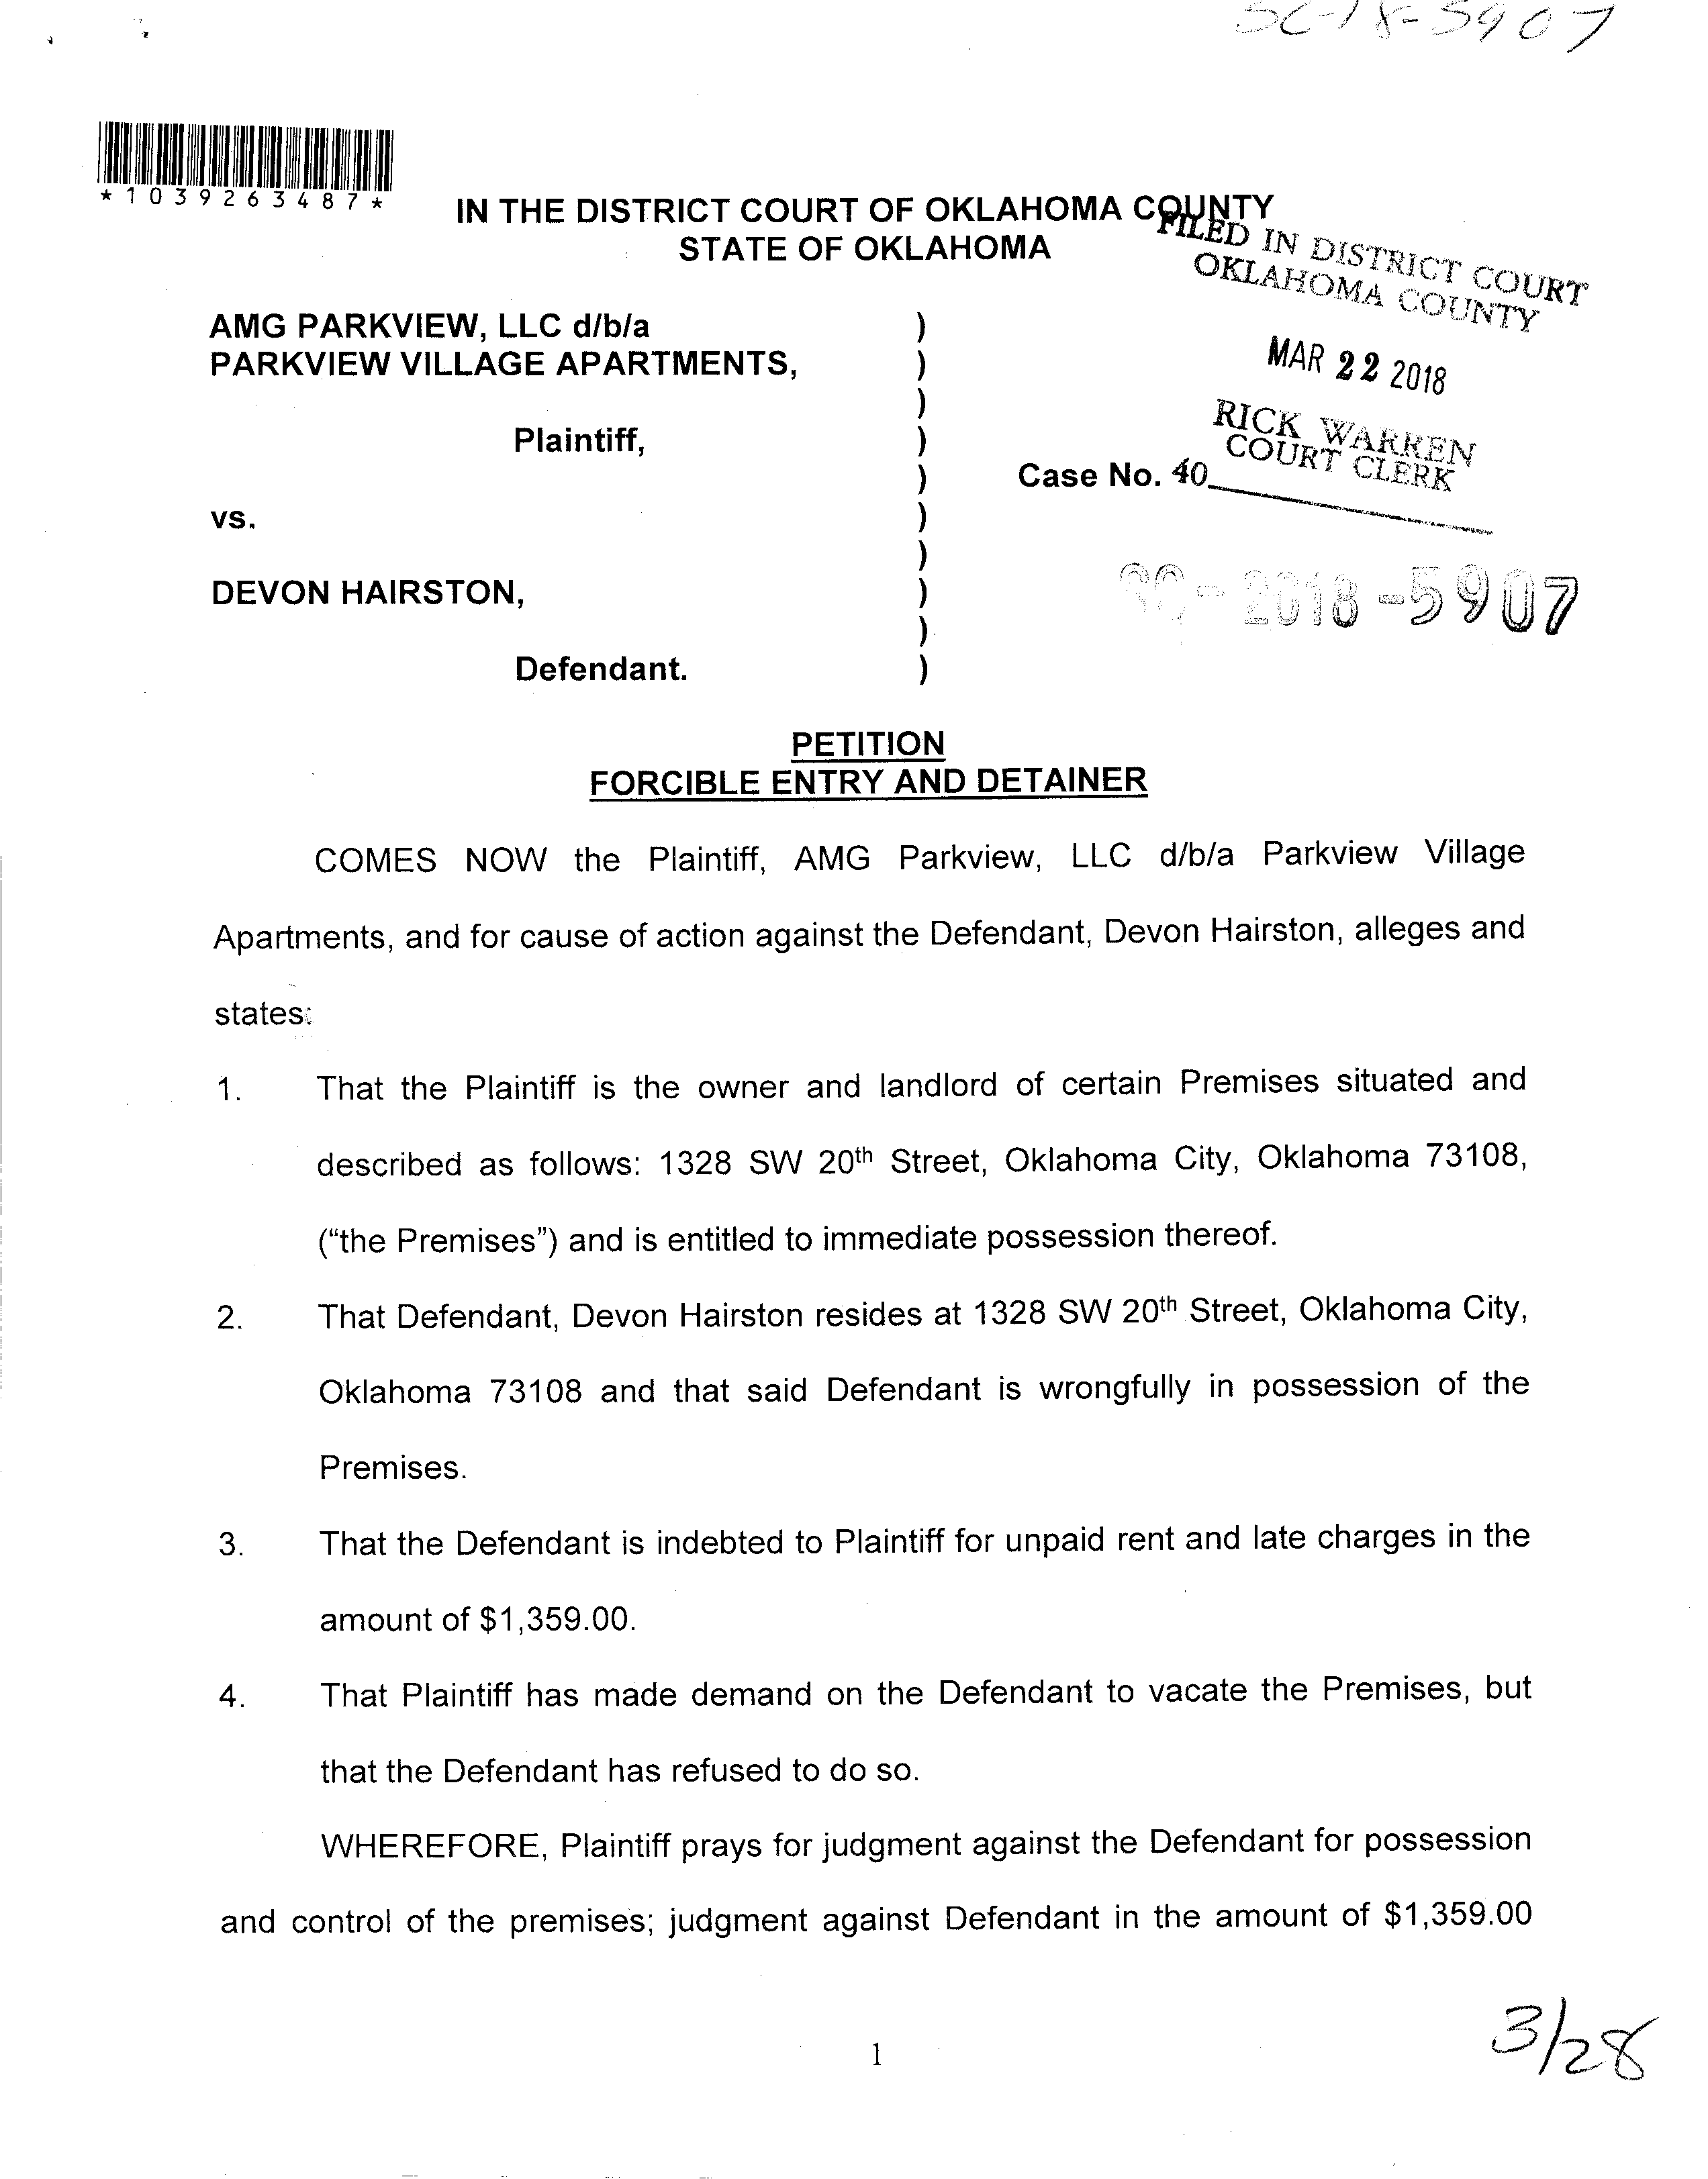 SC-18-5907
*1039263487*
IN THE DISTRICT COURT OF OKLAHOMA COUNTY
STATE OF OKLAHOMA
FILED IN DISTRICT COURT
OKLAHOMA COUNTY
MAR 22 2018
RICK WARREN
COURT CLERK
AMG PARKVIEW, LLC d/b/a )
PARKVIEW VILLAGE APARTMENTS, )
)
Plaintiff, )
) Case No. 40
vs. )
)
DEVON HAIRSTON, )
SC-2018-5907
)
Defendant. )
PETITION
FORCIBLE ENTRY AND DETAINER
COMES NOW the Plaintiff, AMG Parkview, LLC d/b/a Parkview Village
Apartments, and for cause of action against the Defendant, Devon Hairston, alleges and
states:
1. That the Plaintiff is the owner and landlord of certain Premises situated and
described as follows: 1328 SW 20th Street, Oklahoma City, Oklahoma 73108,
(“the Premises”) and is entitled to immediate possession thereof.
2. That Defendant, Devon Hairston resides at 1328 SW 20th Street, Oklahoma City,
Oklahoma 73108 and that said Defendant is wrongfully in possession of the
Premises.
3. That the Defendant is indebted to Plaintiff for unpaid rent and late charges in the
amount of $1,359.00.
4. That Plaintiff has made demand on the Defendant to vacate the Premises, but
that the Defendant has refused to do so.
WHEREFORE, Plaintiff prays for judgment against the Defendant for possession
and control of the premises; judgment against Defendant in the amount of $1,359.00
1
3/28